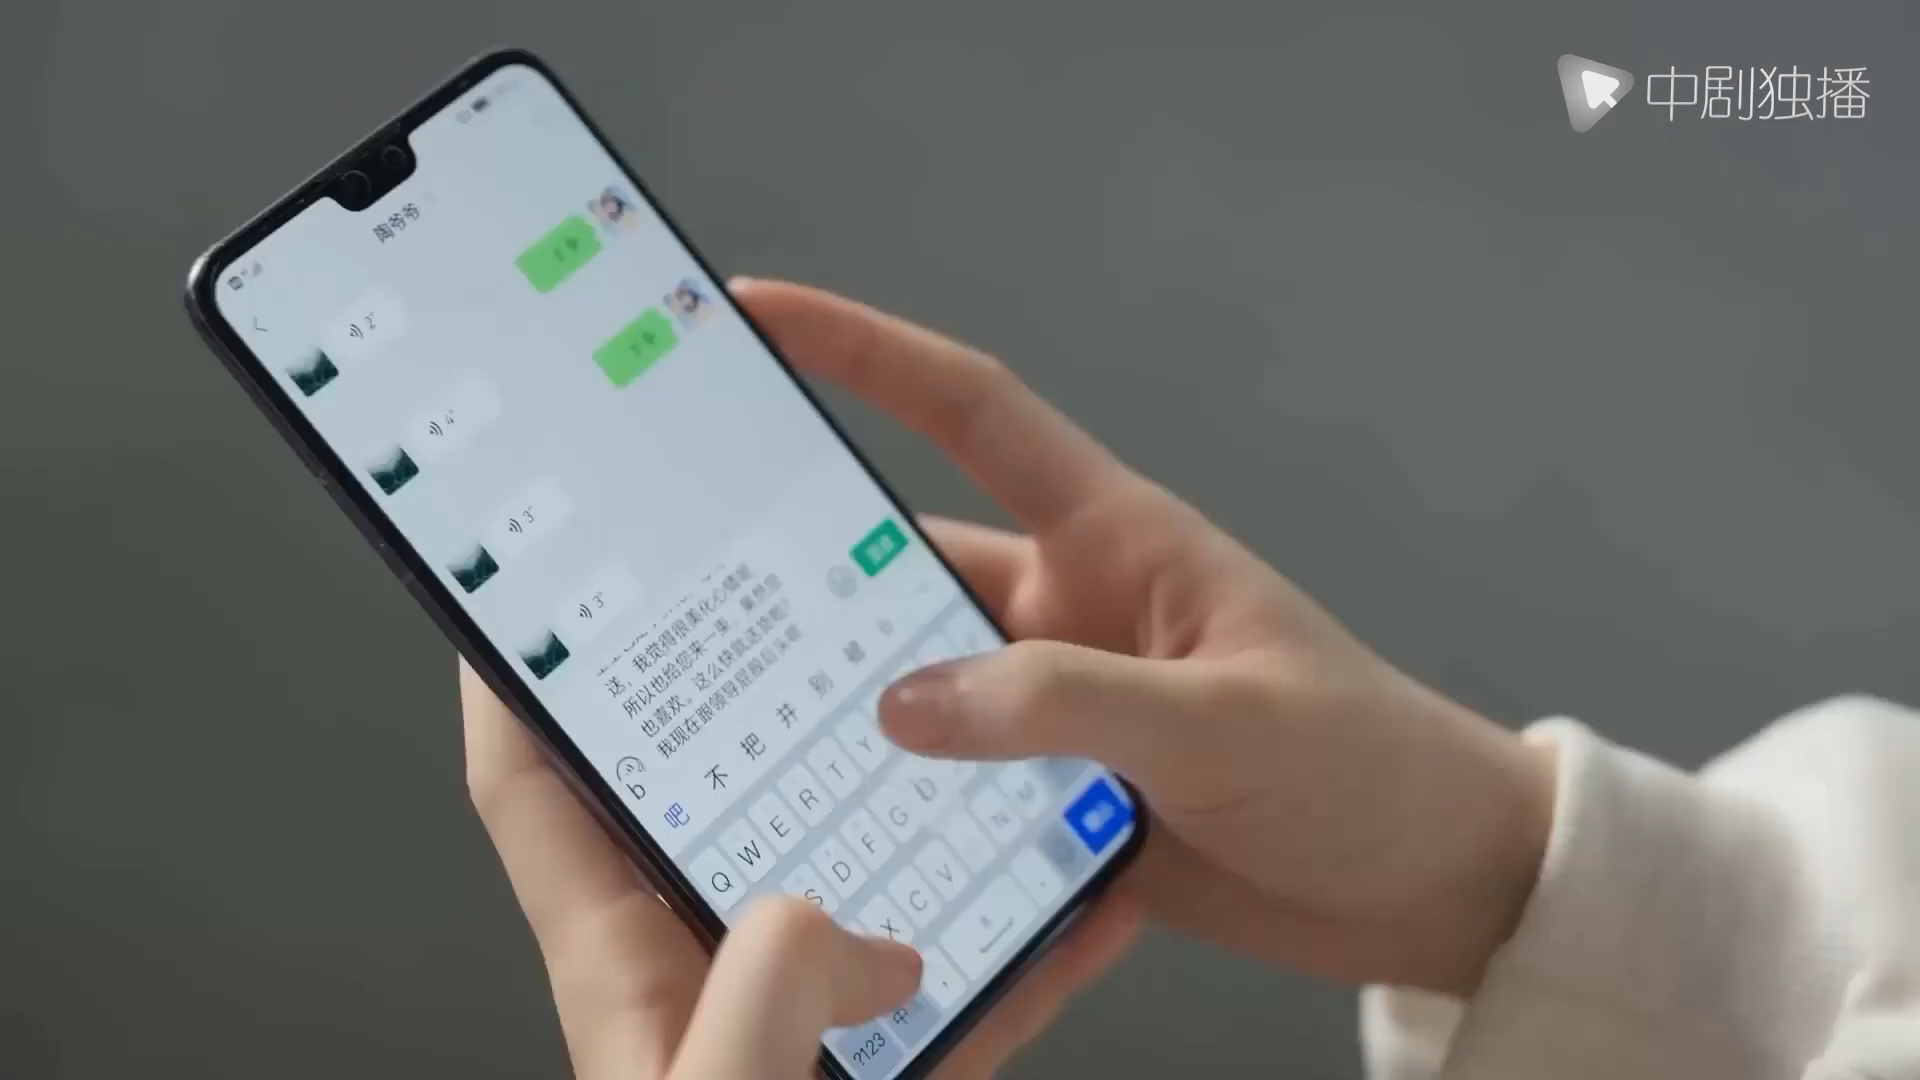 中剧独播
陶爷爷
2"
4"
3"
3"
送，我觉得很美化心情呢
所以也给您来一束，果然您
也喜欢。这么快就送货啦？
我现在跟领导屁股后头呢
b
吧 不 把 并 别 被 b
Q W E R T Y
S D F G
X C V N
?123 中 ，